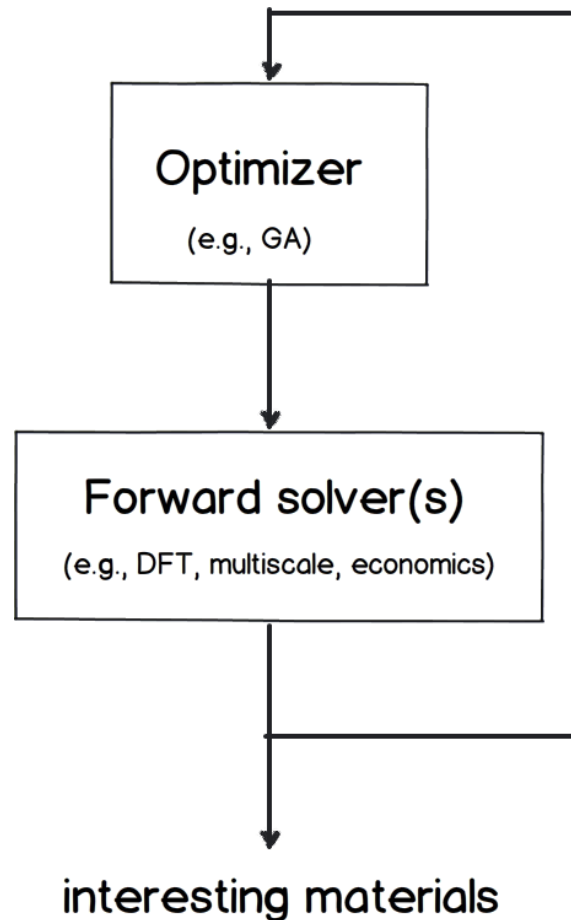 Optimizer
(e.g., GA)
Forward solver(s)
(e.g., DFT, multiscale, economics)
interesting materials